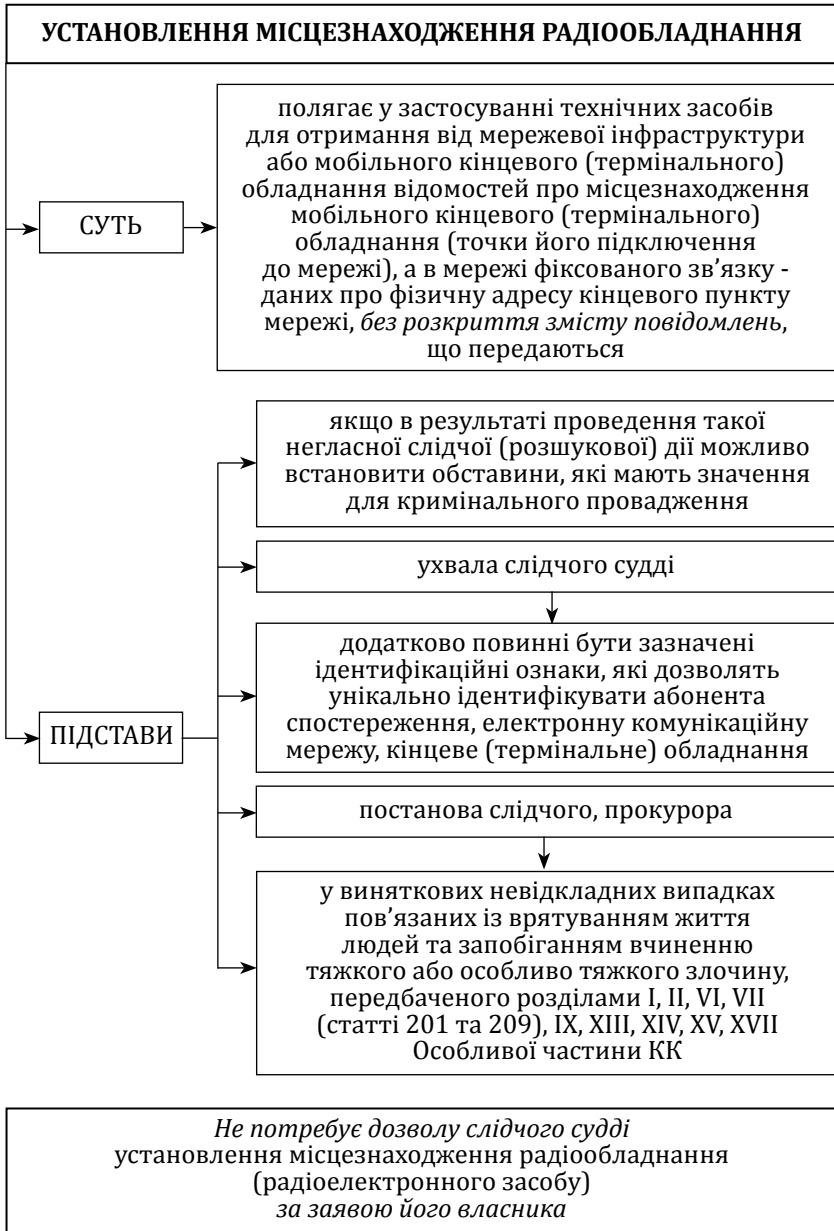 УСТАНОВЛЕННЯ МІСЦЕЗНАХОДЖЕННЯ РАДІООБЛАДНАННЯ
СУТЬ
полягає у застосуванні технічних засобів
для отримання від мережевої інфраструктури
або мобільного кінцевого (термінального)
обладнання відомостей про місцезнаходження
мобільного кінцевого (термінального)
обладнання (точки його підключення
до мережі), а в мережі фіксованого зв’язку -
даних про фізичну адресу кінцевого пункту
мережі, без розкриття змісту повідомлень,
що передаються
ПІДСТАВИ
якщо в результаті проведення такої
негласної слідчої (розшукової) дії можливо
встановити обставини, які мають значення
для кримінального провадження
ухвала слідчого судді
додатково повинні бути зазначені
ідентифікаційні ознаки, які дозволять
унікально ідентифікувати абонента
спостереження, електронну комунікаційну
мережу, кінцеве (термінальне) обладнання
постанова слідчого, прокурора
у виняткових невідкладних випадках
пов’язаних із врятуванням життя
людей та запобіганням вчиненню
тяжкого або особливо тяжкого злочину,
передбаченого розділами I, II, VI, VII
(статті 201 та 209), IX, XIII, XIV, XV, XVII
Особливої частини КК
Не потребує дозволу слідчого судді
установлення місцезнаходження радіообладнання
(радіоелектронного засобу)
за заявою його власника